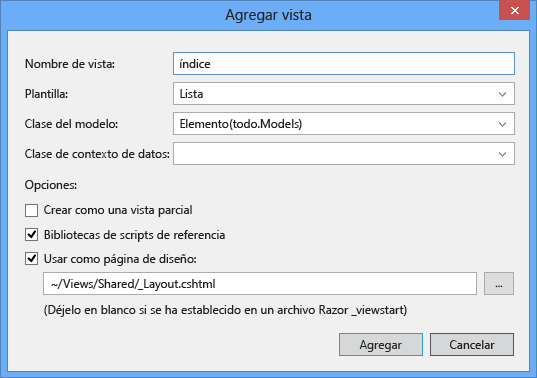 Agregar vista
Nombre de vista: índice
Plantilla: Lista
Clase del modelo: Elemento(todo.Models)
Clase de contexto de datos:
Opciones:
Crear como una vista parcial
Bibliotecas de scripts de referencia
Usar como página de diseño:
~/Views/Shared/_Layout.cshtml ...
(Déjelo en blanco si se ha establecido en un archivo Razor _viewstart)
Agregar Cancelar